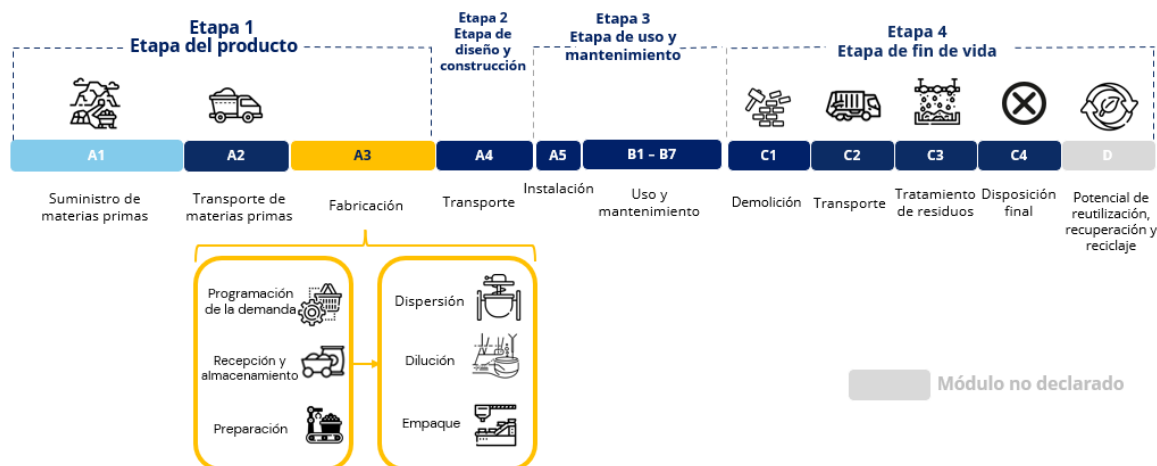 Etapa 1
Etapa del producto
Etapa 2
Etapa de
diseño y
construcción
Etapa 3
Etapa de uso y
mantenimiento
Etapa 4
Etapa de fin de vida
A1
A2
A3
A4
A5
B1 – B7
C1
C2
C3
C4
D
Suministro de
materias primas
Transporte de
materias primas
Fabricación
Transporte
Instalación
Uso y
mantenimiento
Demolición
Transporte
Tratamiento
de residuos
Disposición
final
Potencial de
reutilización,
recuperación y
reciclaje
Programación
de la demanda
Recepción y
almacenamiento
Preparación
Dispersión
Dilución
Empaque
Módulo no declarado